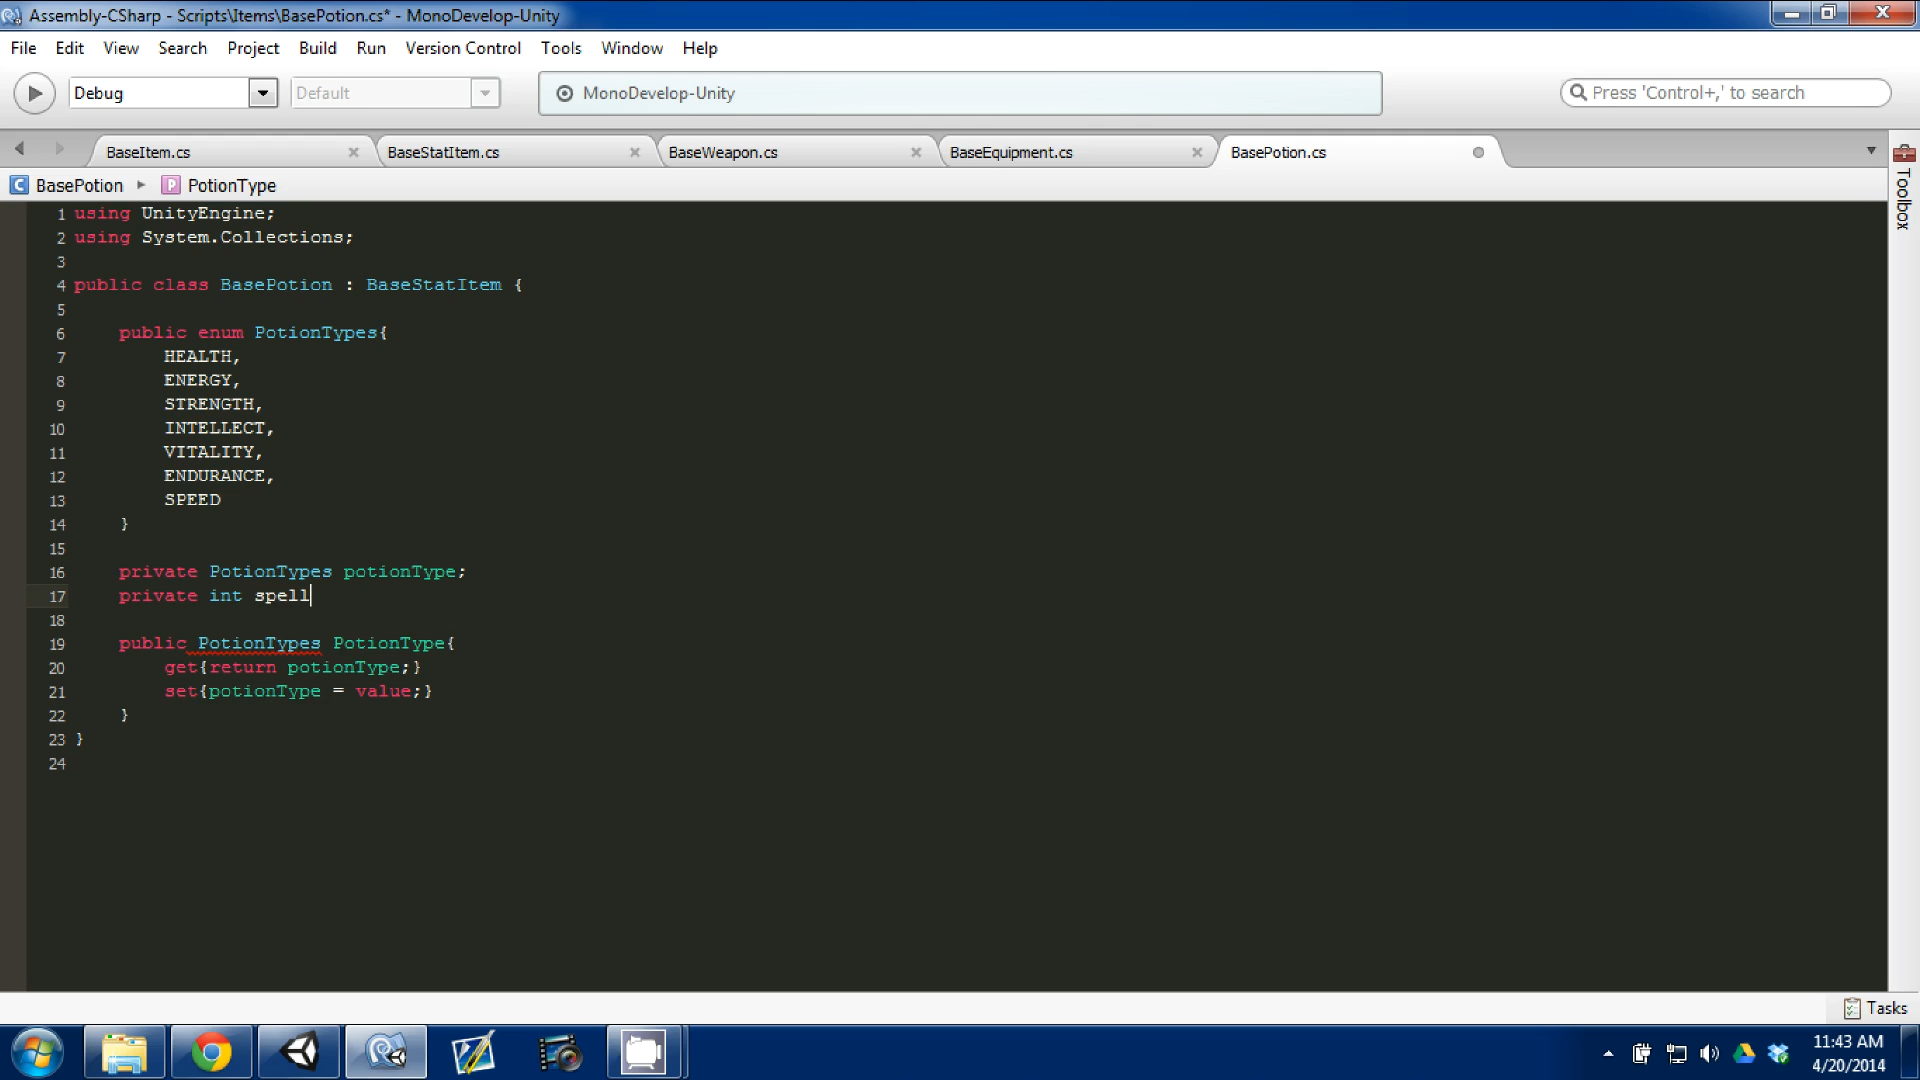 Assembly-CSharp - Scripts\Items\BasePotion.cs* - MonoDevelop-Unity
File Edit View Search Project Build Run Version Control Tools Window Help
Debug Default MonoDevelop-Unity Press 'Control+,' to search
BaseItem.cs BaseStatItem.cs BaseWeapon.cs BaseEquipment.cs BasePotion.cs
Toolbox
BasePotion PotionType
1 using UnityEngine;
2 using System.Collections;
3
4 public class BasePotion : BaseStatItem {
5
6 public enum PotionTypes{
7 HEALTH,
8 ENERGY,
9 STRENGTH,
10 INTELLECT,
11 VITALITY,
12 ENDURANCE,
13 SPEED
14 }
15
16 private PotionTypes potionType;
17 private int spell
18
19 public PotionTypes PotionType{
20 get{return potionType;}
21 set{potionType = value;}
22 }
23 }
24
Tasks
11:43 AM
4/20/2014